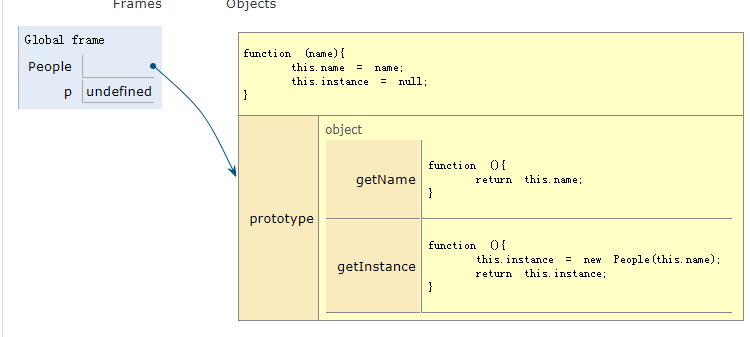 Frames Objects
Global frame
People
p undefined
function (name){
this.name = name;
this.instance = null;
}
prototype
object
getName
function (){
return this.name;
}
getInstance
function (){
this.instance = new People(this.name);
return this.instance;
}